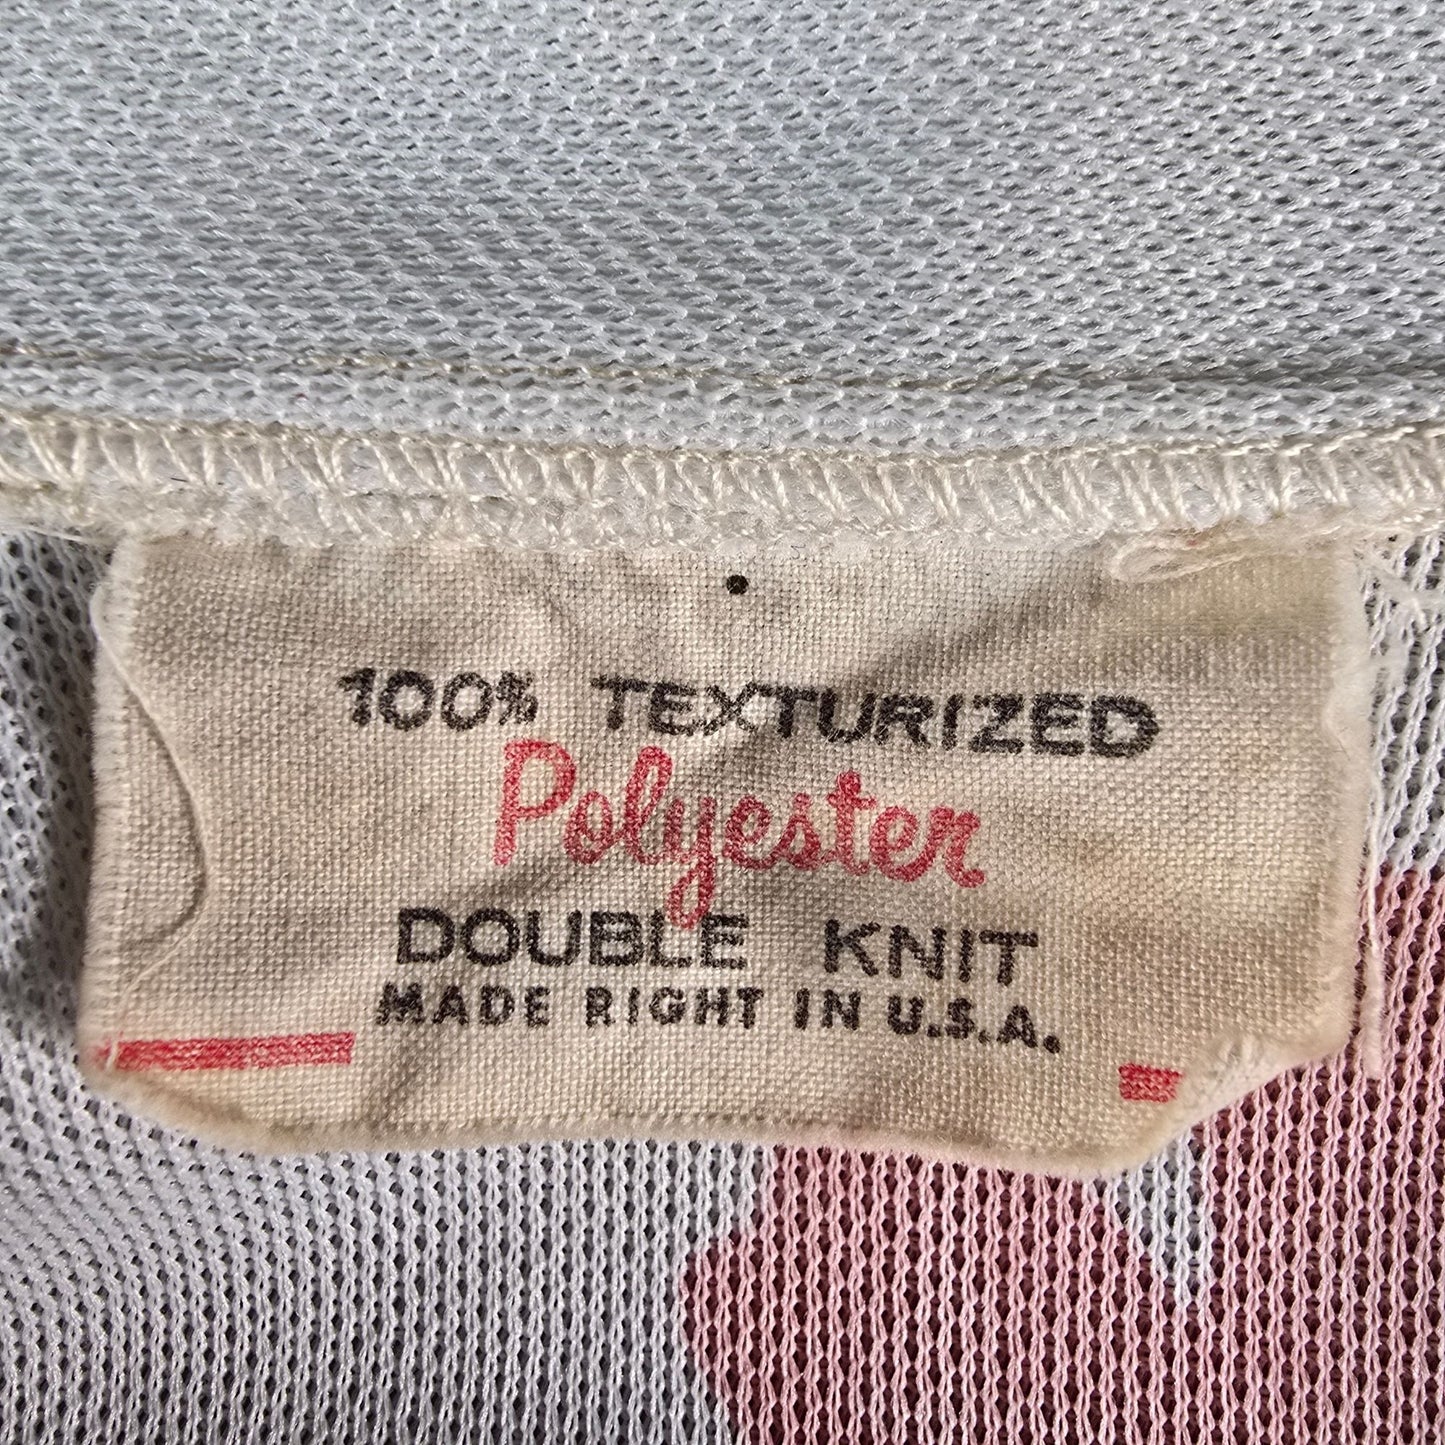 100% TEXTURIZED
Polyester
DOUBLE KNIT
MADE RIGHT IN U.S.A.